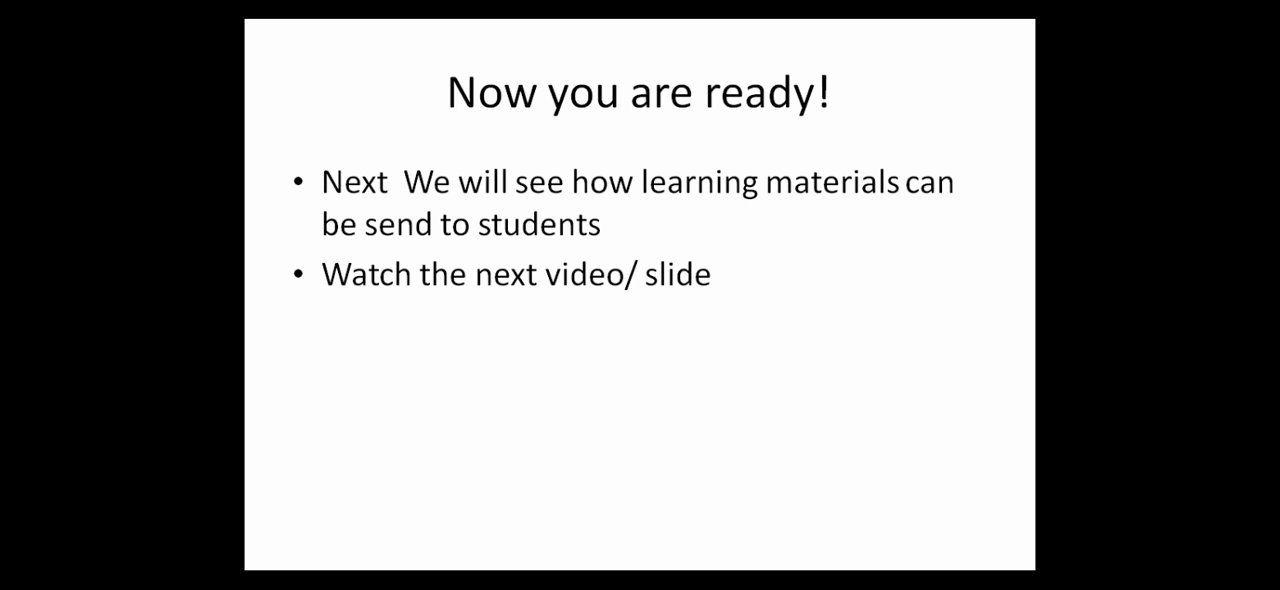 Now you are ready!
• Next  We will see how learning materials can
be send to students
• Watch the next video/ slide